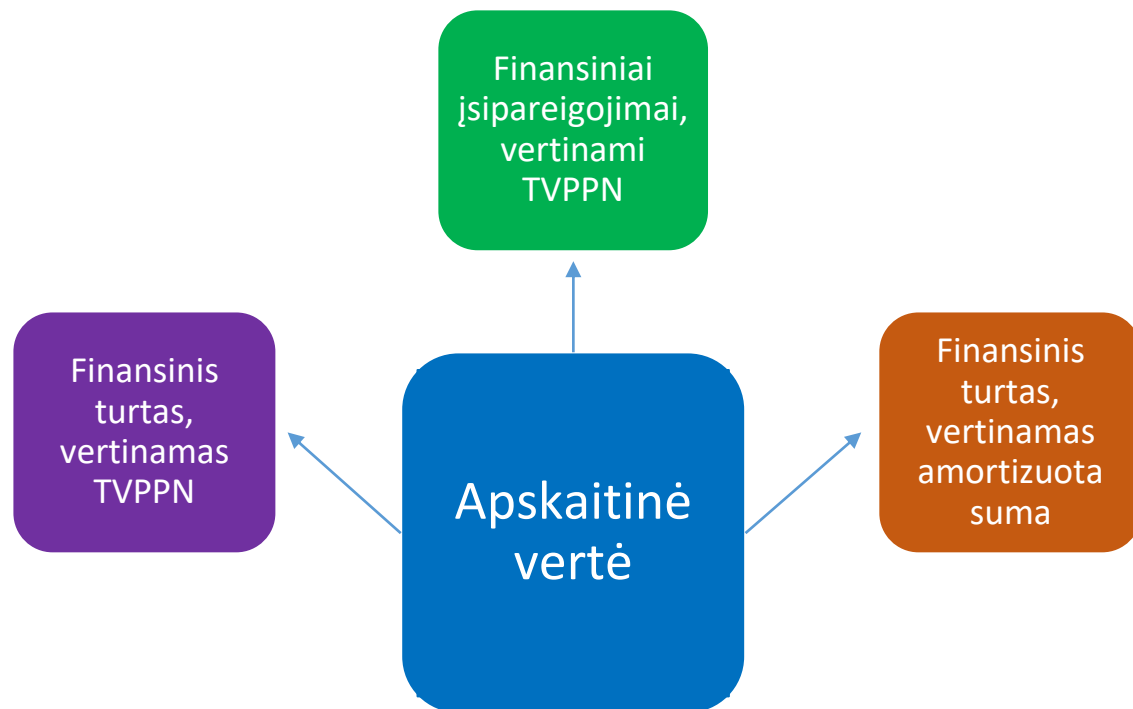 Finansiniai
įsipareigojimai,
vertinami
TVPPN
Finansinis
turtas,
vertinamas
TVPPN
Finansinis
turtas,
vertinamas
amortizuota
suma
Apskaitinė
vertė